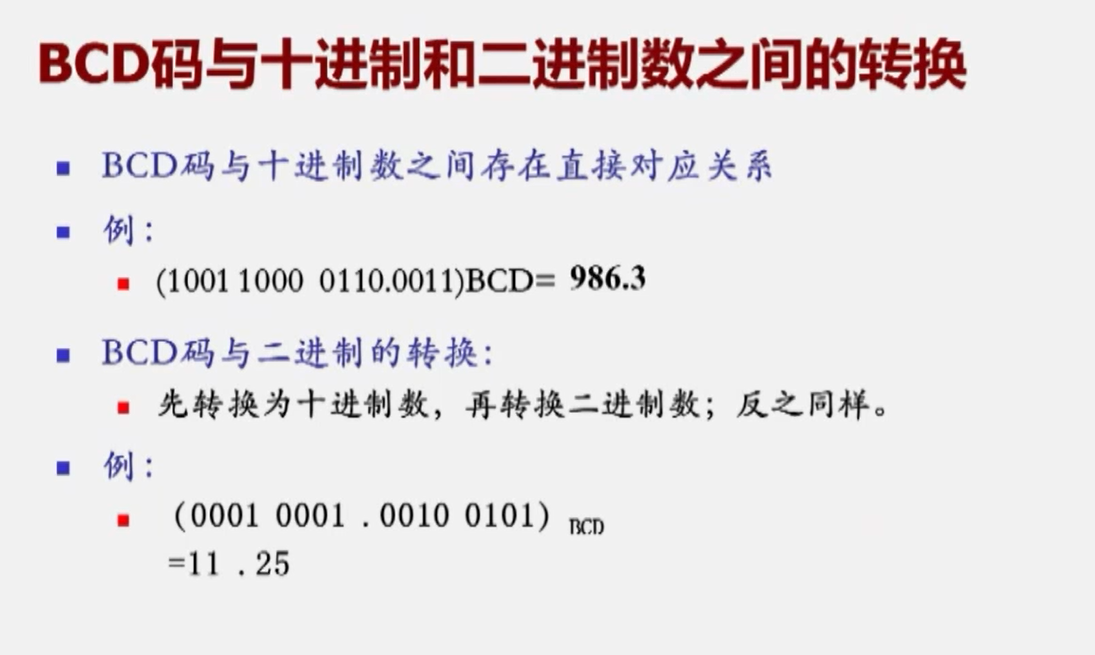 BCD码与十进制和二进制数之间的转换
BCD码与十进制数之间存在直接对应关系
例：
(1001 1000 0110.0011)BCD= 986.3
BCD码与二进制的转换：
先转换为十进制数，再转换二进制数；反之同样。
例：
(0001 0001 .0010 0101) BCD
=11 .25